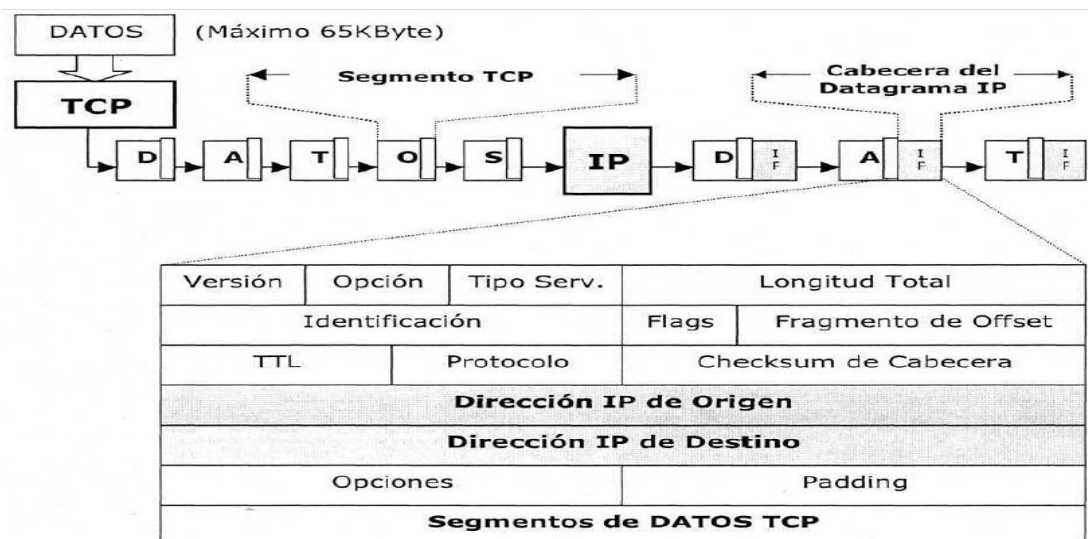 DATOS (Máximo 65KByte)
Segmento TCP
Cabecera del
Datagrama IP
TCP
D A T O S IP D I F A I F T I F
Versión Opción Tipo Serv. Longitud Total
Identificación Flags Fragmento de Offset
TTL Protocolo Checksum de Cabecera
Dirección IP de Origen
Dirección IP de Destino
Opciones Padding
Segmentos de DATOS TCP